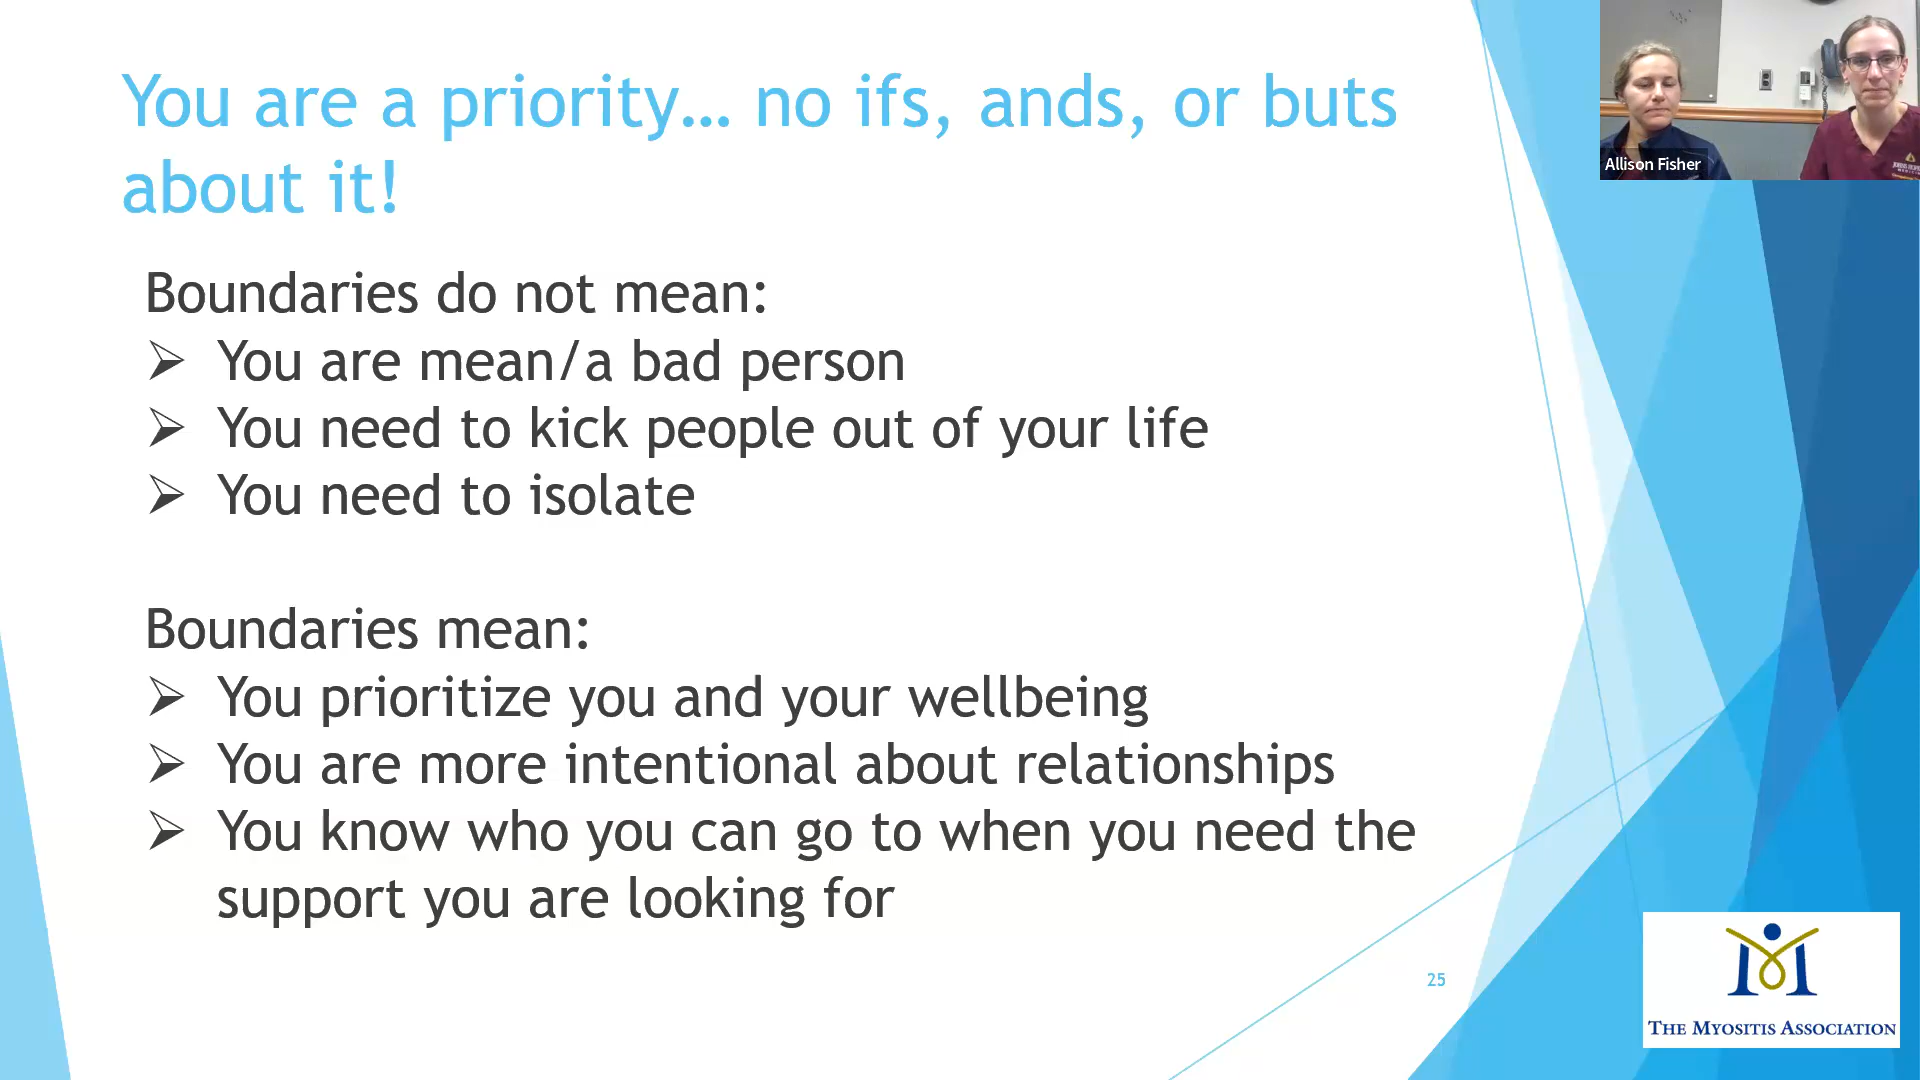 You are a priority… no ifs, ands, or buts
about it!
Boundaries do not mean:
➢ You are mean/a bad person
➢ You need to kick people out of your life
➢ You need to isolate
Boundaries mean:
➢ You prioritize you and your wellbeing
➢ You are more intentional about relationships
➢ You know who you can go to when you need the
support you are looking for
25
Allison Fisher
THE MYOSITIS ASSOCIATION